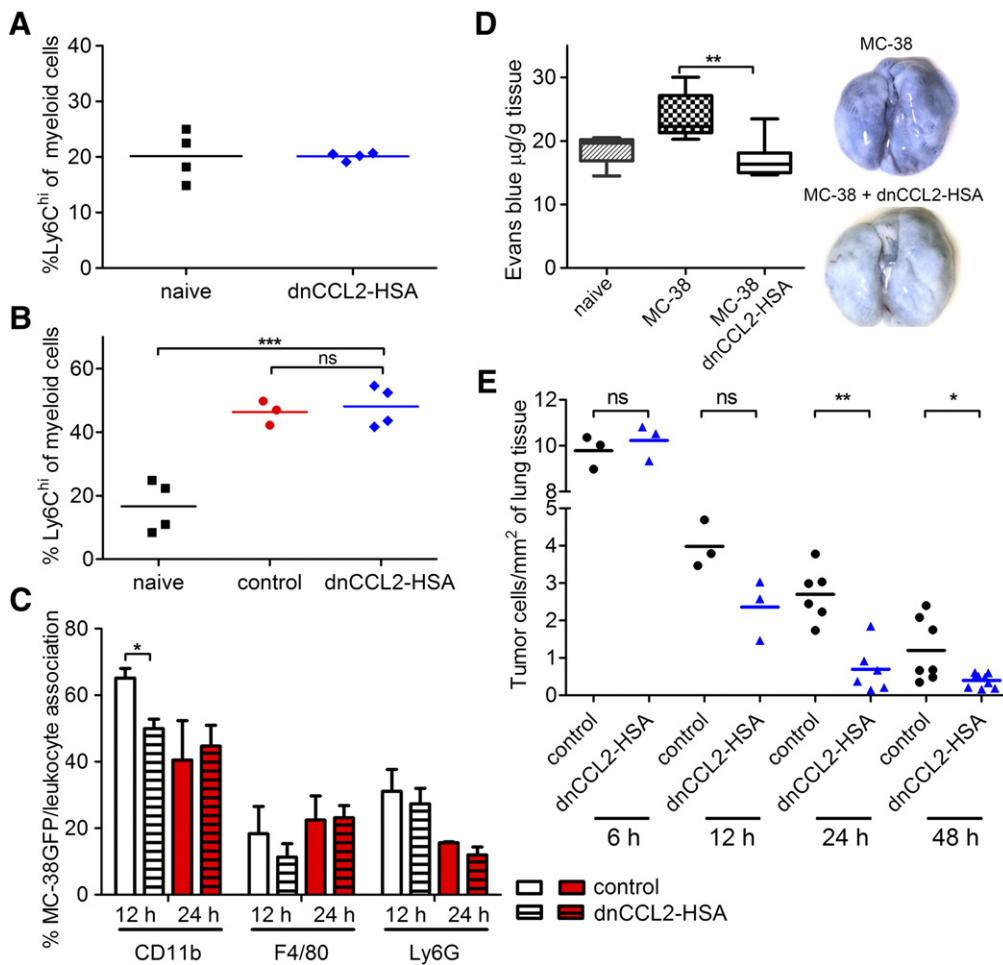 A
%Ly6Chi of myeloid cells
40
30
20
10
0
naive
dnCCL2-HSA
B
% Ly6Chi of myeloid cells
60
40
20
0
***
ns
naive
control
dnCCL2-HSA
C
% MC-38GFP/leukocyte association
80
60
40
20
0
*
12 h 24 h 12 h 24 h 12 h 24 h
CD11b F4/80 Ly6G
control
dnCCL2-HSA
D
Evans blue µg/g tissue
30
20
10
0
**
naive
MC-38
MC-38
dnCCL2-HSA
MC-38
MC-38 + dnCCL2-HSA
E
Tumor cells/mm2 of lung tissue
12
10
8
5
4
3
2
1
0
ns ns ** *
control
dnCCL2-HSA
control
dnCCL2-HSA
control
dnCCL2-HSA
control
dnCCL2-HSA
6 h 12 h 24 h 48 h